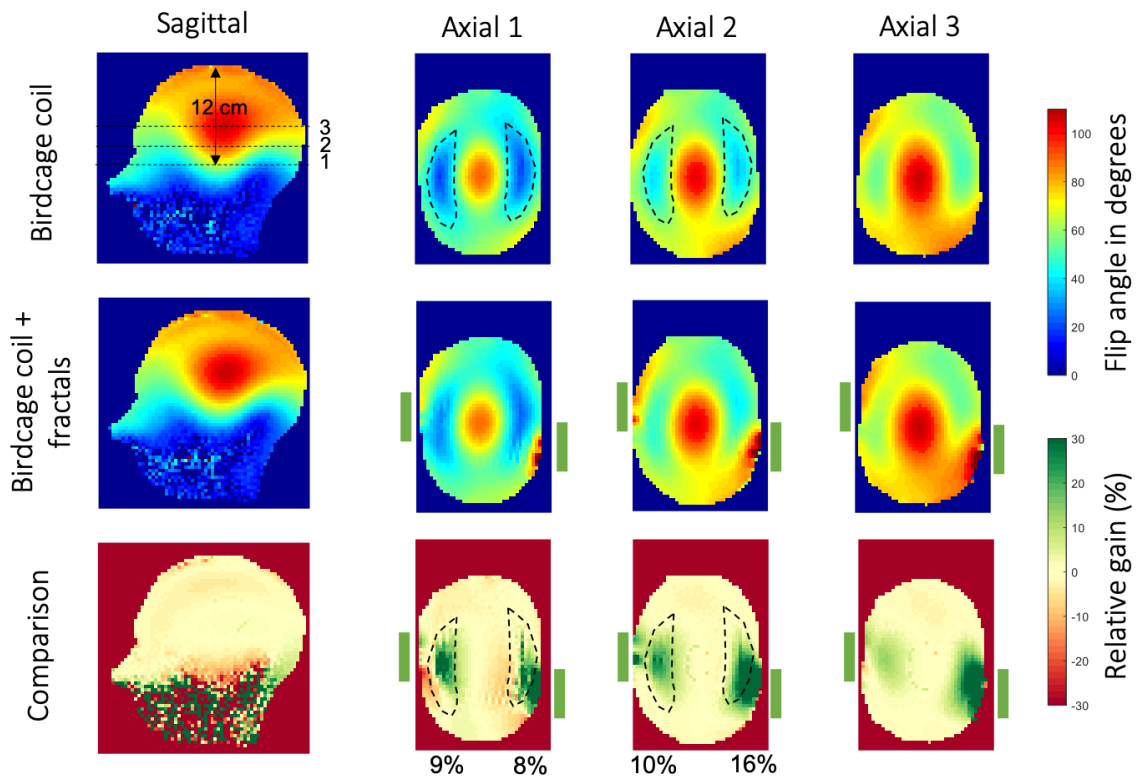 Sagittal
Axial 1
Axial 2
Axial 3
Birdcage coil
12 cm
3
2
1
Birdcage coil +
fractals
Comparison
9%
8%
10%
16%
100
80
60
40
20
0
Flip angle in degrees
30
20
10
0
-10
-20
-30
Relative gain (%)